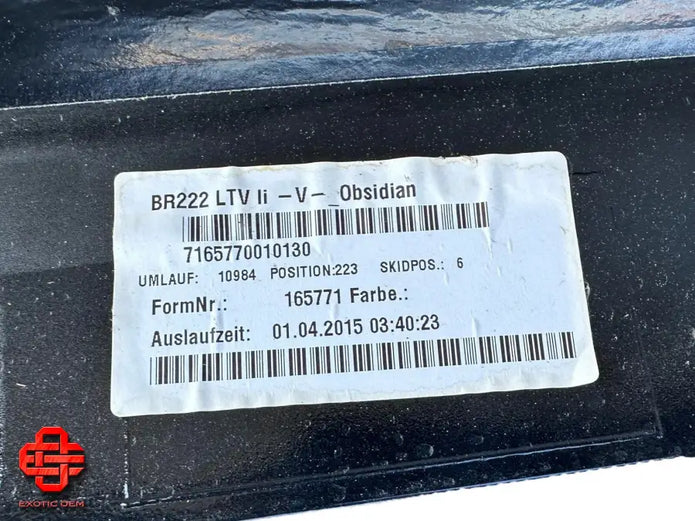 BR222 LTV li -V-_Obsidian
7165770010130
UMLAUF: 10984 POSITION:223 SKIDPOS.: 6
FormNr.: 165771 Farbe.:
Auslaufzeit: 01.04.2015 03:40:23
EXOTIC OEM